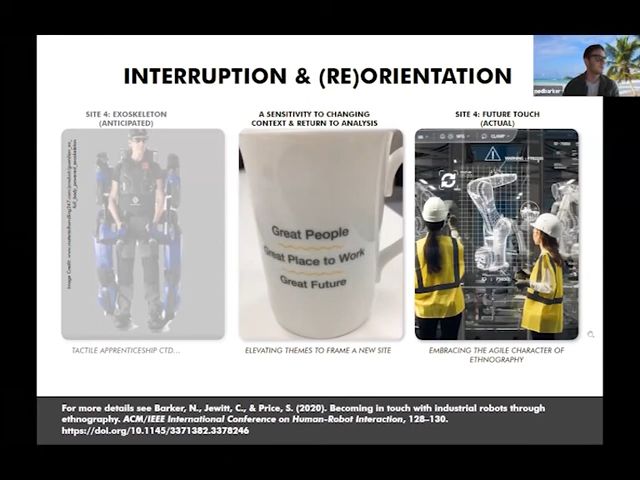 INTERRUPTION & (RE)ORIENTATION
nedbarker
SITE 4: EXOSKELETON
(ANTICIPATED)
A SENSITIVITY TO CHANGING
CONTEXT & RETURN TO ANALYSIS
SITE 4: FUTURE TOUCH
(ACTUAL)
Great People
Great Place to Work
Great Future
WARNING
TACTILE APPRENTICESHIP CTD...
ELEVATING THEMES TO FRAME A NEW SITE
EMBRACING THE AGILE CHARACTER OF
ETHNOGRAPHY
For more details see Barker, N., Jewitt, C., & Price, S. (2020). Becoming in touch with industrial robots through
ethnography. ACM/IEEE International Conference on Human-Robot Interaction, 128–130.
https://doi.org/10.1145/3371382.3378246